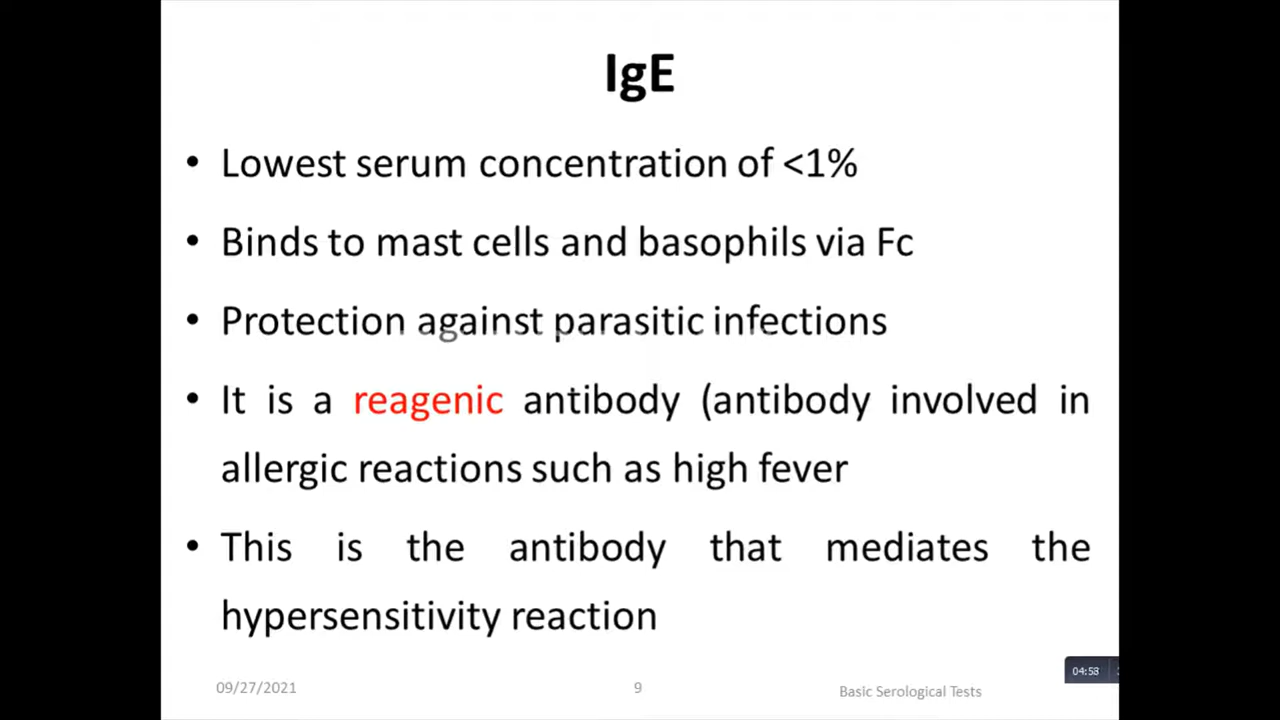 IgE
• Lowest serum concentration of <1%
• Binds to mast cells and basophils via Fc
• Protection against parasitic infections
• It is a reagenic antibody (antibody involved in
allergic reactions such as high fever
• This is the antibody that mediates the
hypersensitivity reaction
04:53
09/27/2021
9
Basic Serological Tests